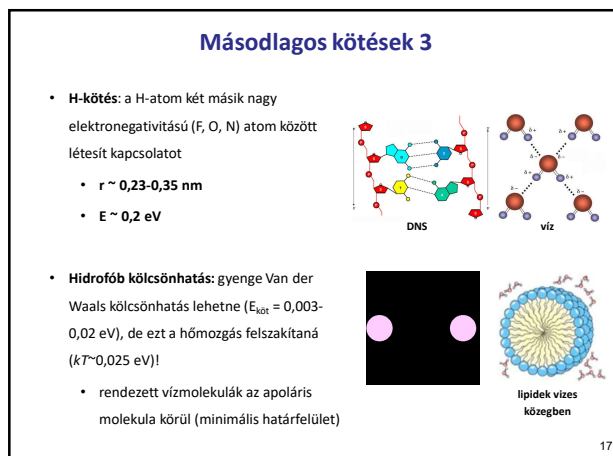 Másodlagos kötések 3
• H-kötés: a H-atom két másik nagy
elektronegativitású (F, O, N) atom között
létesít kapcsolatot
• r ~ 0,23-0,35 nm
• E ~ 0,2 eV
DNS
δ+
δ+
δ−
δ−
δ+
δ+
δ−
δ−
víz
• Hidrofób kölcsönhatás: gyenge Van der
Waals kölcsönhatás lehetne (Eköt = 0,003-
0,02 eV), de ezt a hőmozgás felszakítaná
(kT~0,025 eV)!
• rendezett vízmolekulák az apoláris
molekula körül (minimális határfelület)
lipidek vizes
közegben
17